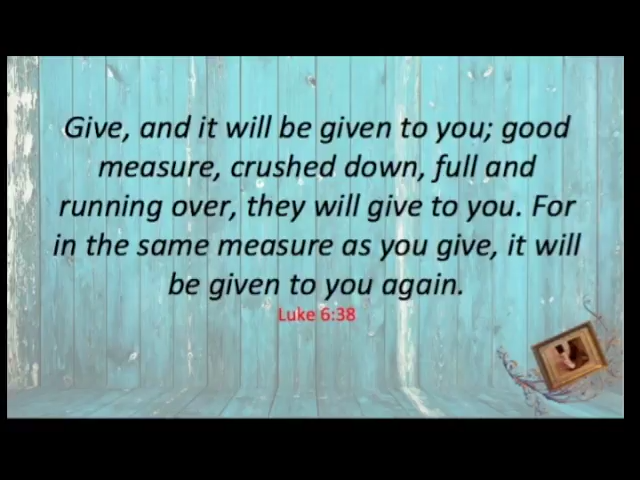 Give, and it will be given to you; good
measure, crushed down, full and
running over, they will give to you. For
in the same measure as you give, it will
be given to you again.
Luke 6:38